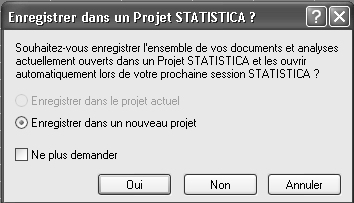 Enregistrer dans un Projet STATISTICA ?
Souhaitez-vous enregistrer l'ensemble de vos documents et analyses
actuellement ouverts dans un Projet STATISTICA et les ouvrir
automatiquement lors de votre prochaine session STATISTICA ?
Enregistrer dans le projet actuel
Enregistrer dans un nouveau projet
Ne plus demander
Oui Non Annuler